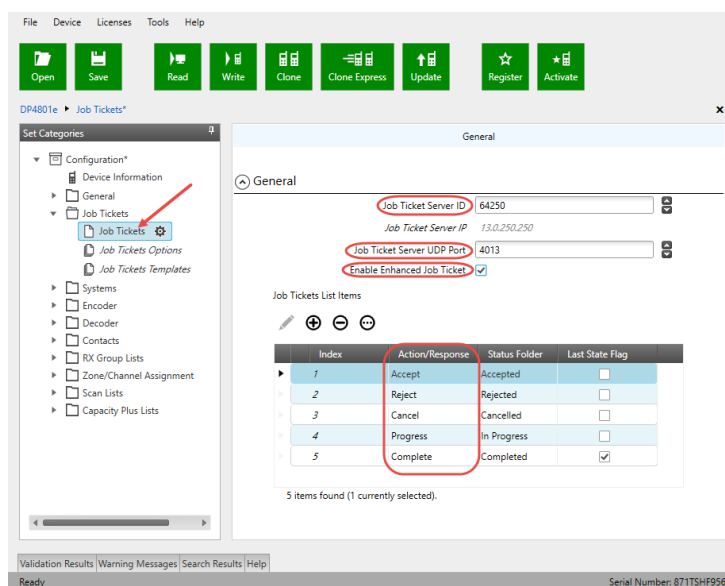 File Device Licenses Tools Help
Open Save Read Write Clone Clone Express Update Register Activate
DP4801e Job Tickets*
Set Categories
Configuration*
Device Information
General
Job Tickets
Job Tickets
Job Tickets Options
Job Tickets Templates
Systems
Encoder
Decoder
Contacts
RX Group Lists
Zone/Channel Assignment
Scan Lists
Capacity Plus Lists
General
General
Job Ticket Server ID 64250
Job Ticket Server IP 13.0.250.250
Job Ticket Server UDP Port 4013
Enable Enhanced Job Ticket
Job Tickets List Items
Index Action/Response Status Folder Last State Flag
1 Accept Accepted
2 Reject Rejected
3 Cancel Cancelled
4 Progress In Progress
5 Complete Completed
5 items found (1 currently selected).
Validation Results Warning Messages Search Results Help
Ready Serial Number: 871TSHF956